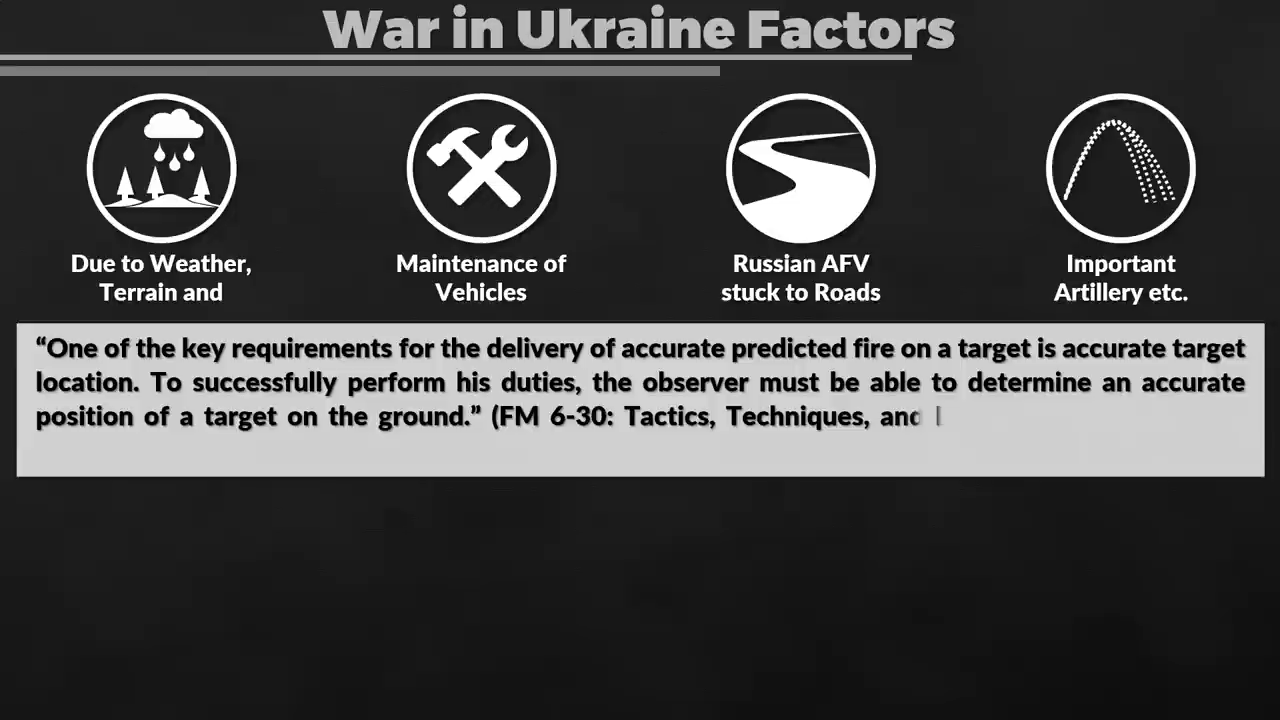 War in Ukraine Factors
Due to Weather,
Terrain and
Maintenance of
Vehicles
Russian AFV
stuck to Roads
Important
Artillery etc.
“One of the key requirements for the delivery of accurate predicted fire on a target is accurate target
location. To successfully perform his duties, the observer must be able to determine an accurate
position of a target on the ground.” (FM 6-30: Tactics, Techniques, and